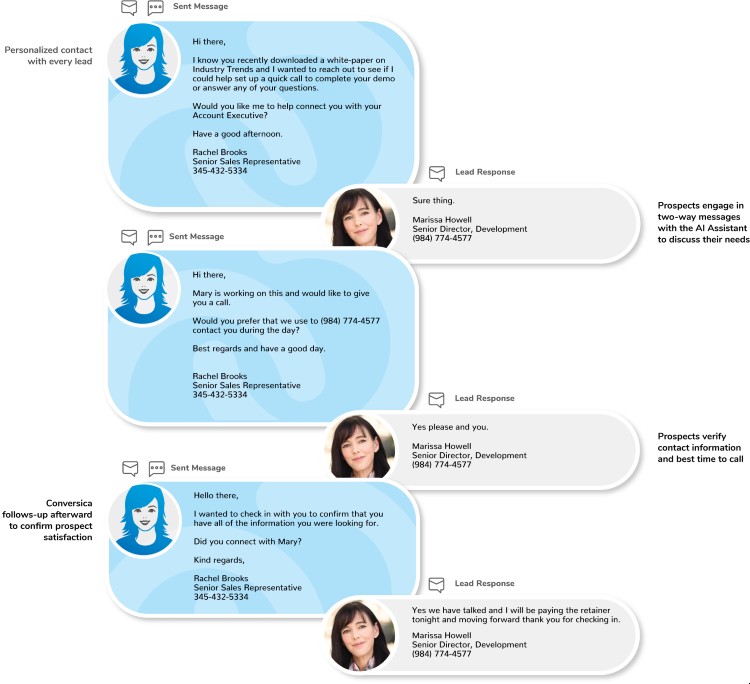 Sent Message
Personalized contact
with every lead
Hi there,
I know you recently downloaded a white-paper on
Industry Trends and I wanted to reach out to see if I
could help set up a quick call to complete your demo
or answer any of your questions.
Would you like me to help connect you with your
Account Executive?
Have a good afternoon.
Rachel Brooks
Senior Sales Representative
345-432-5334
Lead Response
Sure thing.
Marissa Howell
Senior Director, Development
(984) 774-4577
Prospects engage in
two-way messages
with the AI Assistant
to discuss their needs
Sent Message
Hi there,
Mary is working on this and would like to give
you a call.
Would you prefer that we use to (984) 774-4577
contact you during the day?
Best regards and have a good day.
Rachel Brooks
Senior Sales Representative
345-432-5334
Lead Response
Yes please and you.
Marissa Howell
Senior Director, Development
(984) 774-4577
Prospects verify
contact information
and best time to call
Sent Message
Conversica
follows-up afterward
to confirm prospect
satisfaction
Hello there,
I wanted to check in with you to confirm that you
have all of the information you were looking for.
Did you connect with Mary?
Kind regards,
Rachel Brooks
Senior Sales Representative
345-432-5334
Lead Response
Yes we have talked and I will be paying the retainer
tonight and moving forward thank you for checking in.
Marissa Howell
Senior Director, Development
(984) 774-4577